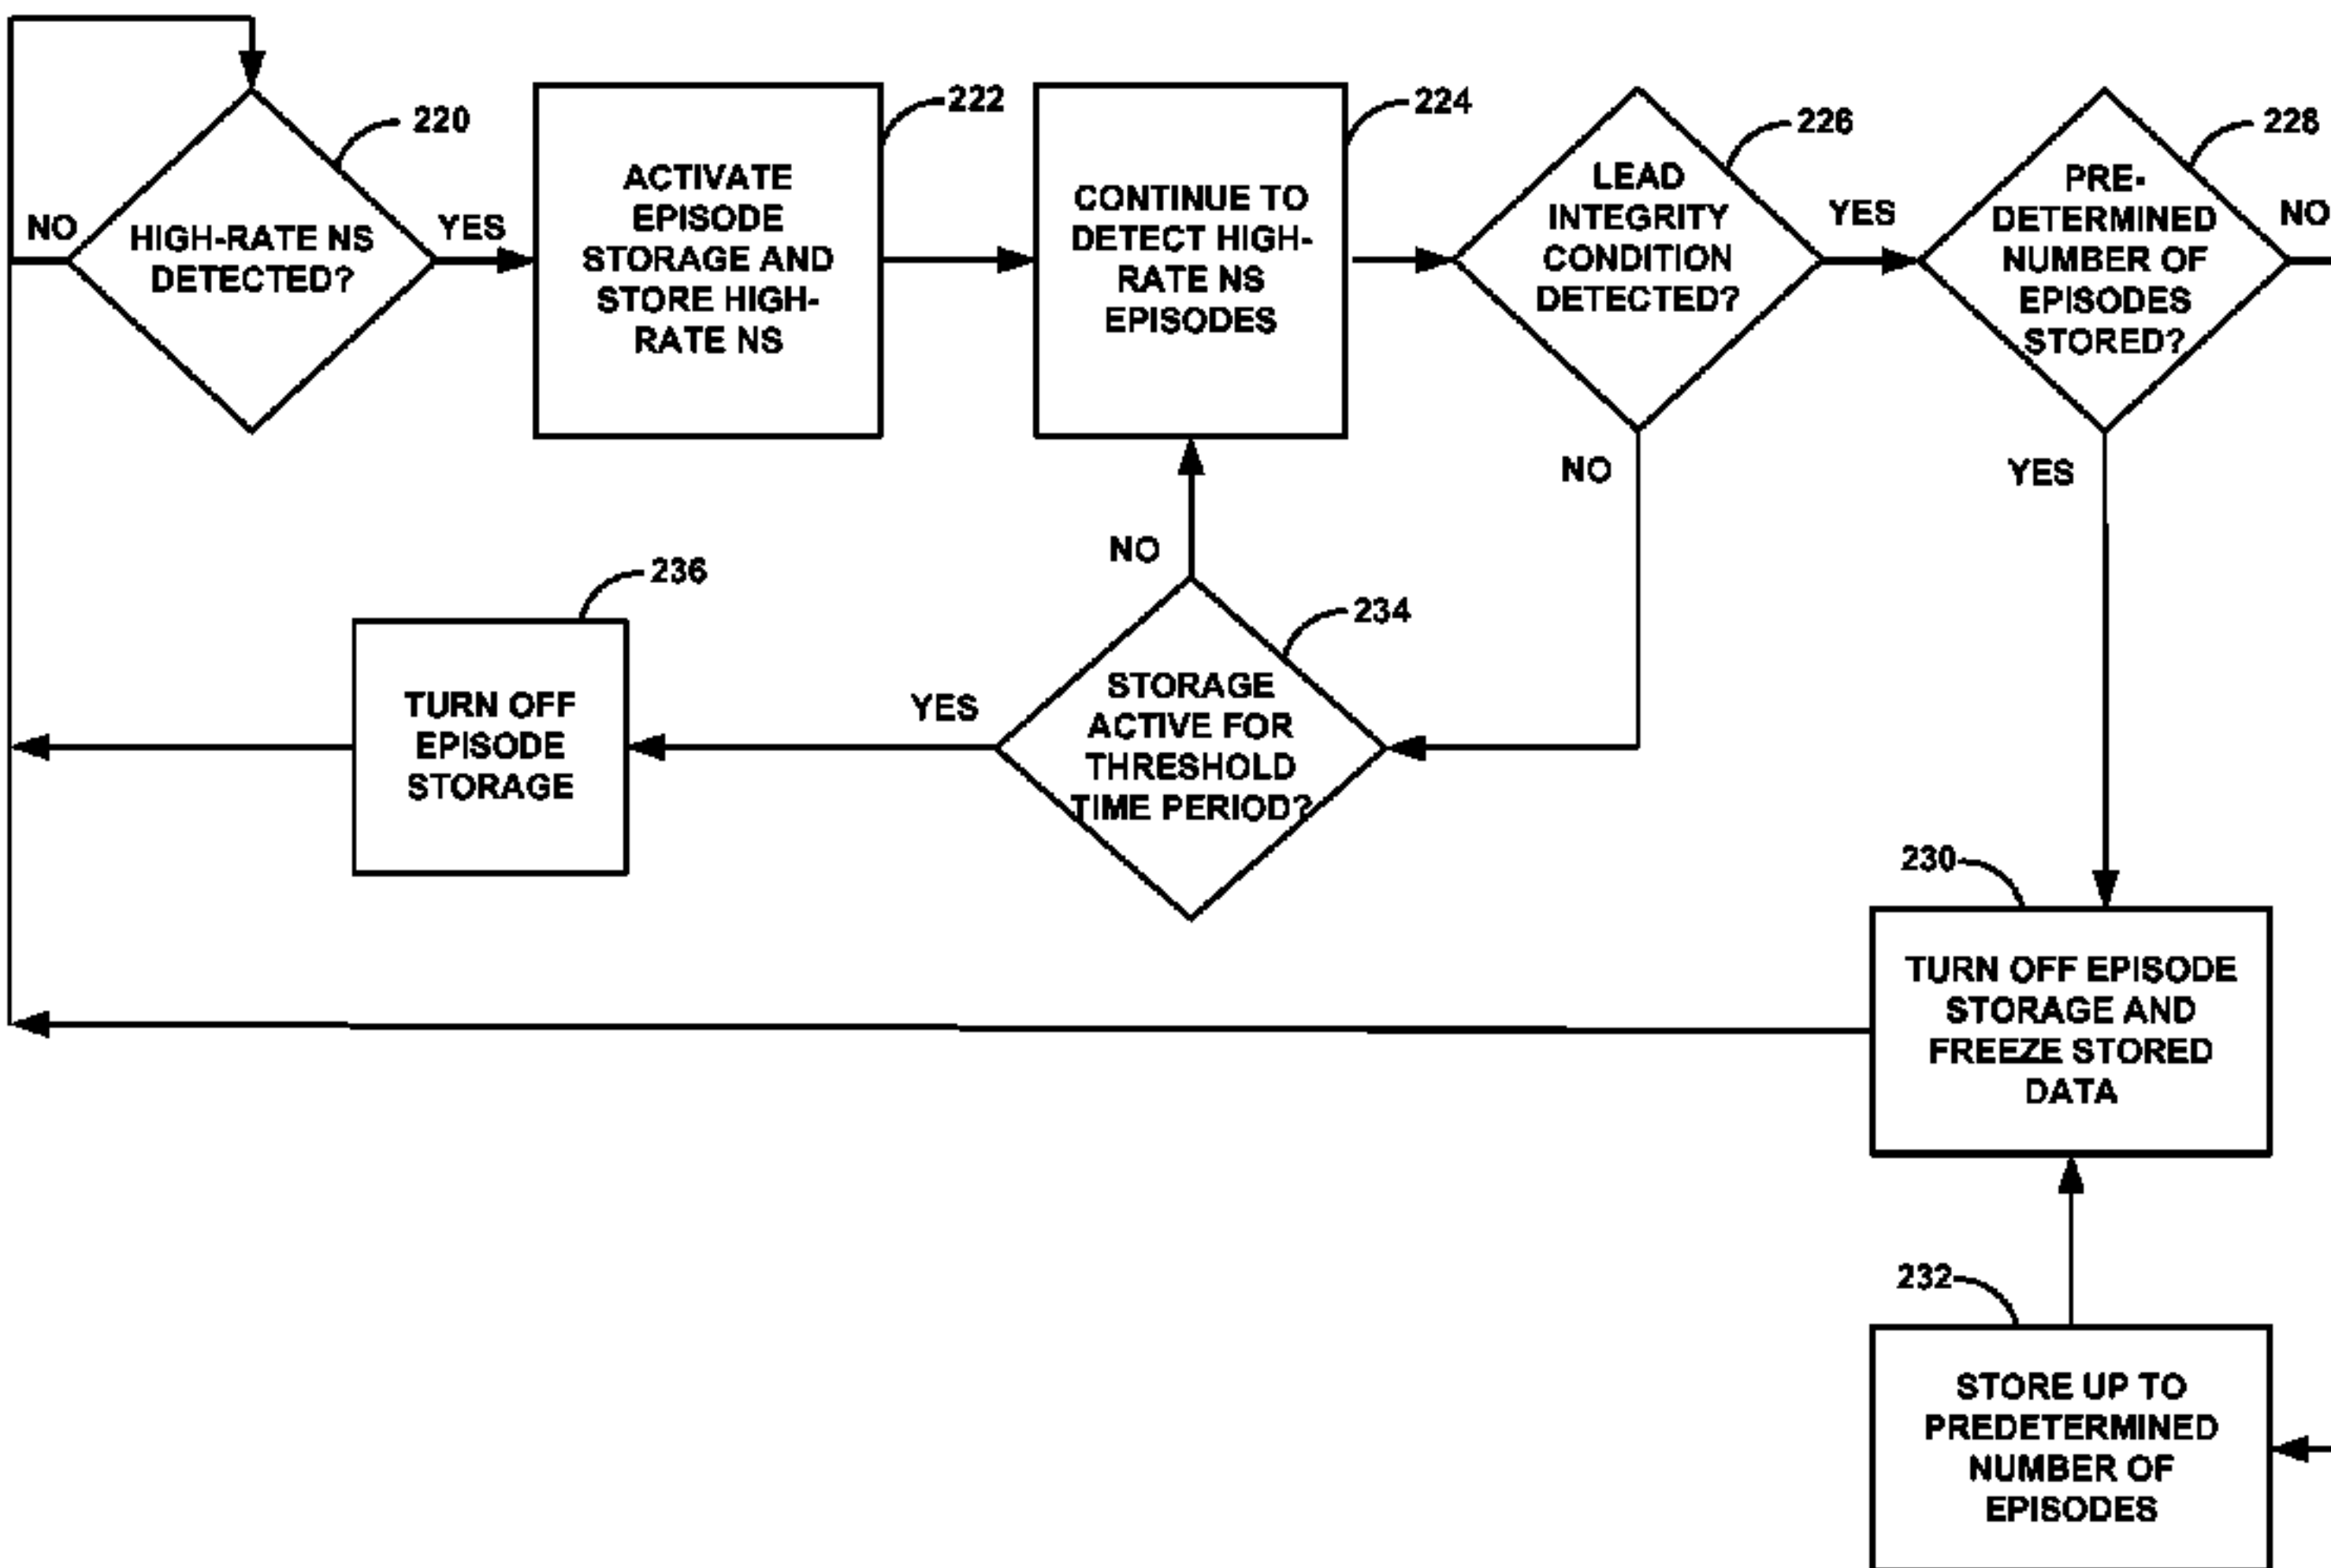 220
NO
HIGH-RATE NS
DETECTED?
YES
222
ACTIVATE
EPISODE
STORAGE AND
STORE HIGH-
RATE NS
224
CONTINUE TO
DETECT HIGH-
RATE NS
EPISODES
226
LEAD
INTEGRITY
CONDITION
DETECTED?
YES
NO
228
PRE-
DETERMINED
NUMBER OF
EPISODES
STORED?
NO
YES
236
TURN OFF
EPISODE
STORAGE
YES
NO
234
STORAGE
ACTIVE FOR
THRESHOLD
TIME PERIOD?
230
TURN OFF EPISODE
STORAGE AND
FREEZE STORED
DATA
232
STORE UP TO
PREDETERMINED
NUMBER OF
EPISODES